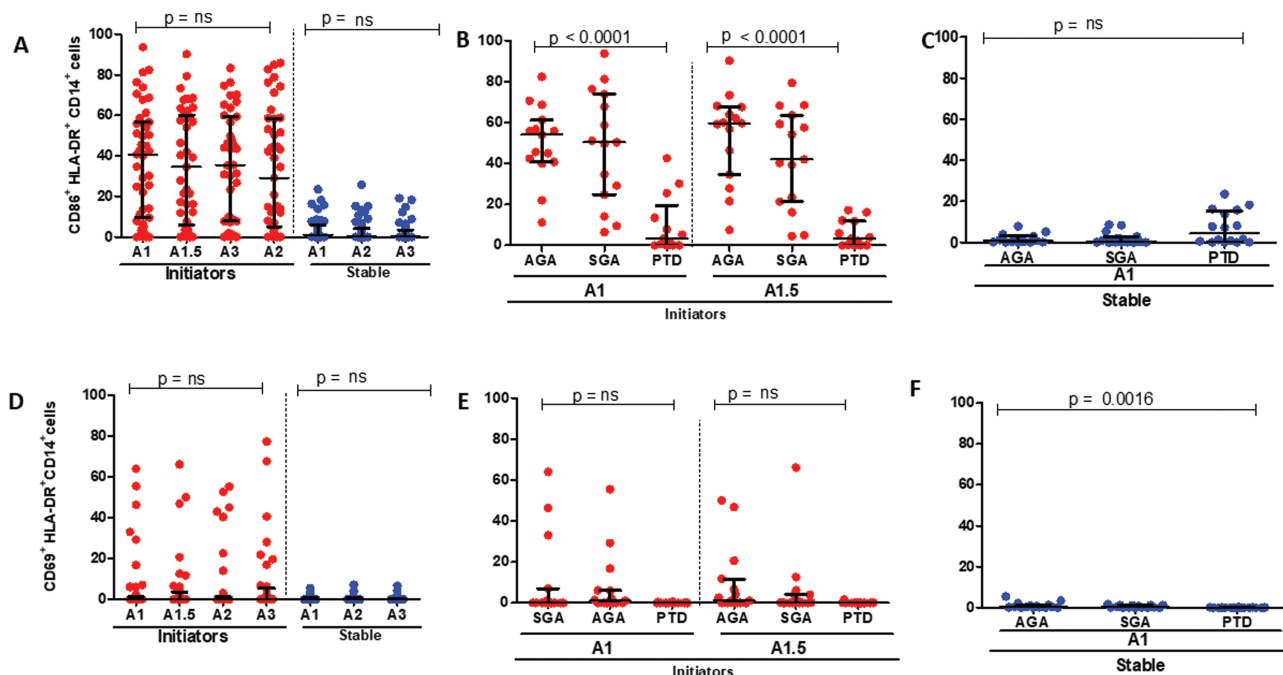 A
CD86+ HLA-DR+ CD14+ cells
p = ns
p = ns
100
80
60
40
20
0
A1 A1.5 A3 A2 A1 A2 A3
Initiators Stable
B
p < 0.0001
p < 0.0001
100
80
60
40
20
0
AGA SGA PTD AGA SGA PTD
A1 A1.5
Initiators
C
p = ns
100
80
60
40
20
0
AGA SGA PTD
A1
Stable
D
CD69+ HLA-DR+CD14+cells
p = ns
p = ns
100
80
60
40
20
0
A1 A1.5 A2 A3 A1 A2 A3
Initiators Stable
E
p = ns
p = ns
100
80
60
40
20
0
SGA AGA PTD AGA SGA PTD
A1 A1.5
Initiators
F
p = 0.0016
100
80
60
40
20
0
AGA SGA PTD
A1
Stable